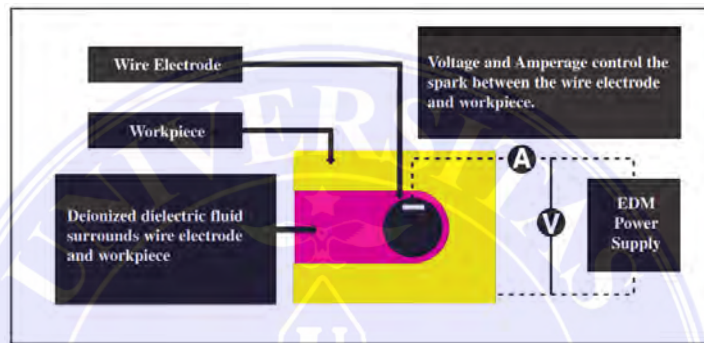 Wire Electrode
Voltage and Amperage control the
spark between the wire electrode
and workpiece.
Workpiece
A
Deionized dielectric fluid
surrounds wire electrode
and workpiece
V
EDM
Power
Supply
UNIVERSITAS
U